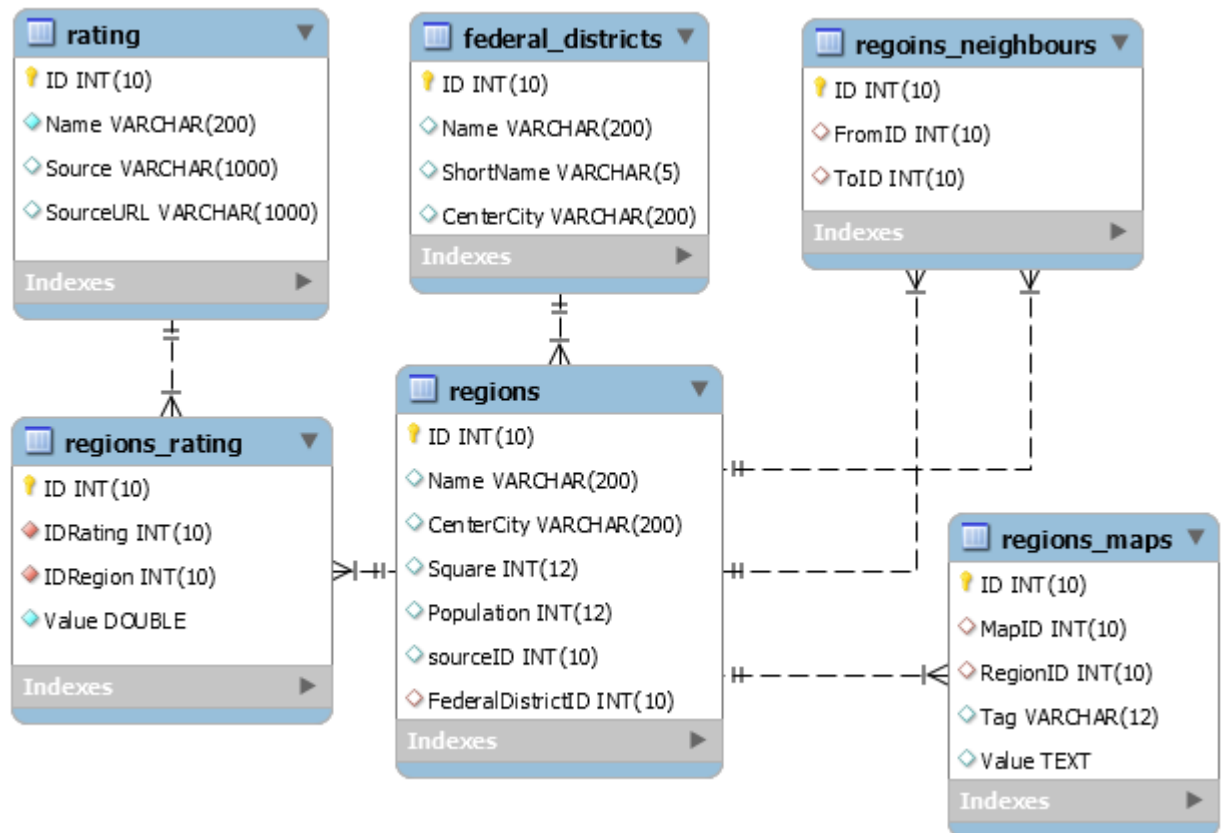 rating
ID INT(10)
Name VARCHAR(200)
Source VARCHAR(1000)
SourceURL VARCHAR(1000)
Indexes
federal_districts
ID INT(10)
Name VARCHAR(200)
ShortName VARCHAR(5)
CenterCity VARCHAR(200)
Indexes
regoins_neighbours
ID INT(10)
FromID INT(10)
ToID INT(10)
Indexes
regions_rating
ID INT(10)
IDRating INT(10)
IDRegion INT(10)
Value DOUBLE
Indexes
regions
ID INT(10)
Name VARCHAR(200)
CenterCity VARCHAR(200)
Square INT(12)
Population INT(12)
sourceID INT(10)
FederalDistrictID INT(10)
Indexes
regions_maps
ID INT(10)
MapID INT(10)
RegionID INT(10)
Tag VARCHAR(12)
Value TEXT
Indexes